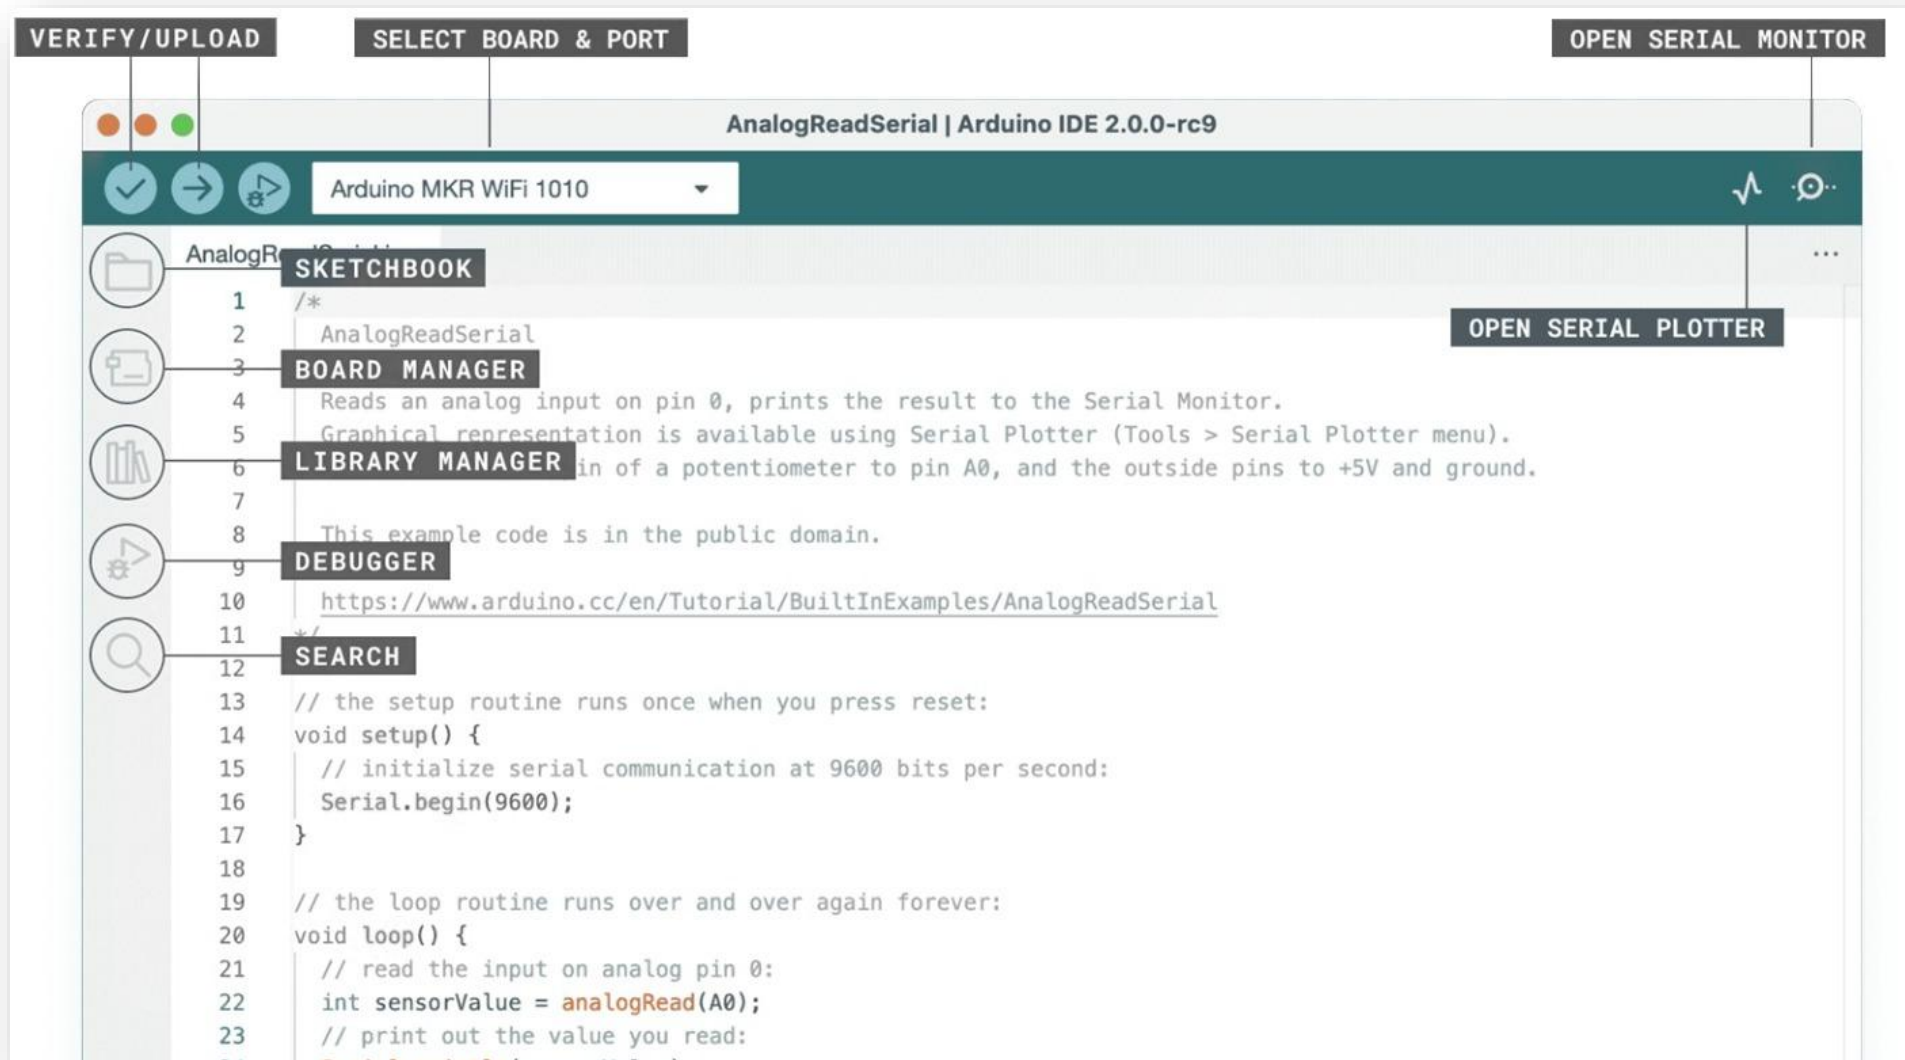 VERIFY/UPLOAD
SELECT BOARD & PORT
OPEN SERIAL MONITOR
AnalogReadSerial | Arduino IDE 2.0.0-rc9
Arduino MKR WiFi 1010
SKETCHBOOK
...
1 /*
2 AnalogReadSerial
OPEN SERIAL PLOTTER
3
BOARD MANAGER
4 Reads an analog input on pin 0, prints the result to the Serial Monitor.
5 Graphical representation is available using Serial Plotter (Tools > Serial Plotter menu).
LIBRARY MANAGER
6 in of a potentiometer to pin A0, and the outside pins to +5V and ground.
7
8 This example code is in the public domain.
DEBUGGER
9
10 https://www.arduino.cc/en/Tutorial/BuiltInExamples/AnalogReadSerial
11 */
SEARCH
12
13 // the setup routine runs once when you press reset:
14 void setup() {
15 // initialize serial communication at 9600 bits per second:
16 Serial.begin(9600);
17 }
18
19 // the loop routine runs over and over again forever:
20 void loop() {
21 // read the input on analog pin 0:
22 int sensorValue = analogRead(A0);
23 // print out the value you read: